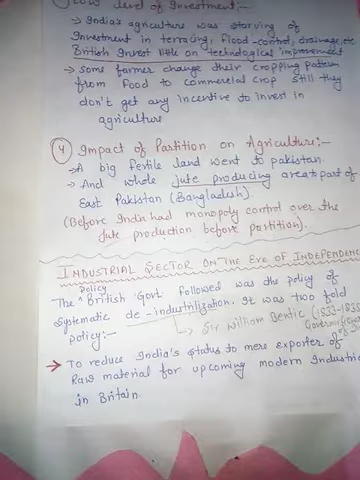 Low level of Investment:-
→ India's agriculture was starving of
Investment in terracing, flood-control, drainage, etc
British Invest little on technological improvement
→ some farmer change their cropping pattern
from food to commercial crop still they
don't get any incentive to invest in
agriculture
④ Impact of Partition on Agriculture:-
→ A big fertile land went to pakistan.
→ And whole jute producing area part of
East Pakistan (Bangladesh).
(Before India had monopoly control over the
jute production before partition).
INDUSTRIAL SECTOR ON THE EVE OF INDEPENDENC
Policy
The ^ British Govt. followed was the policy of
systematic de-industrilization. It was two fold
policy:-
↳ Sir William Bentic (1833-1835
Governor
→ To reduce India's status to mere exporter of
Raw material for upcoming modern Industrie
in Britain.